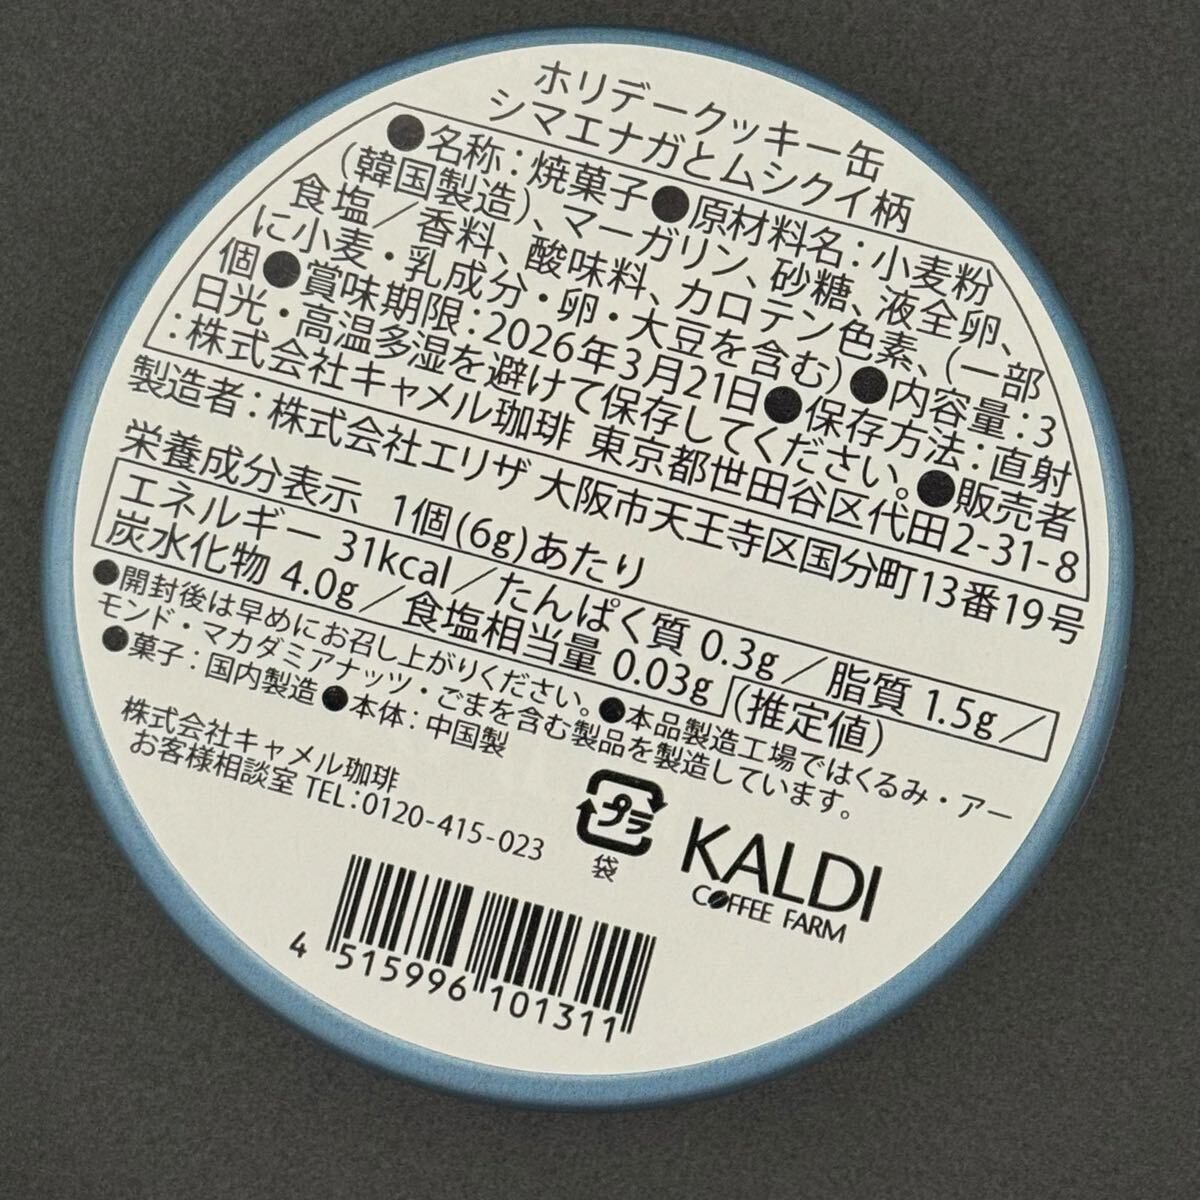 ホリデークッキー缶
シマエナガとムシクイ柄
●名称：焼菓子●原材料名：小麦粉
（韓国製造）、マーガリン、砂糖、液全卵、
食塩／香料、酸味料、カロテン色素、（一部
に小麦・乳成分・卵・大豆を含む）●内容量：3
個●賞味期限：2026年3月21日●保存方法：直射
日光・高温多湿を避けて保存してください。●販売者
：株式会社キャメル珈琲 東京都世田谷区代田2-31-8
製造者：株式会社エリザ 大阪市天王寺区国分町13番19号
栄養成分表示 1個(6g)あたり
エネルギー 31kcal／たんぱく質 0.3g／脂質 1.5g／
炭水化物 4.0g／食塩相当量 0.03g （推定値）
●開封後は早めにお召し上がりください。●本品製造工場ではくるみ・アー
モンド・マカダミアナッツ・ごまを含む製品を製造しています。
●菓子：国内製造●本体：中国製
株式会社キャメル珈琲
お客様相談室 TEL：0120-415-023
プラ
袋
KALDI
COFFEE FARM
4 515996 101311